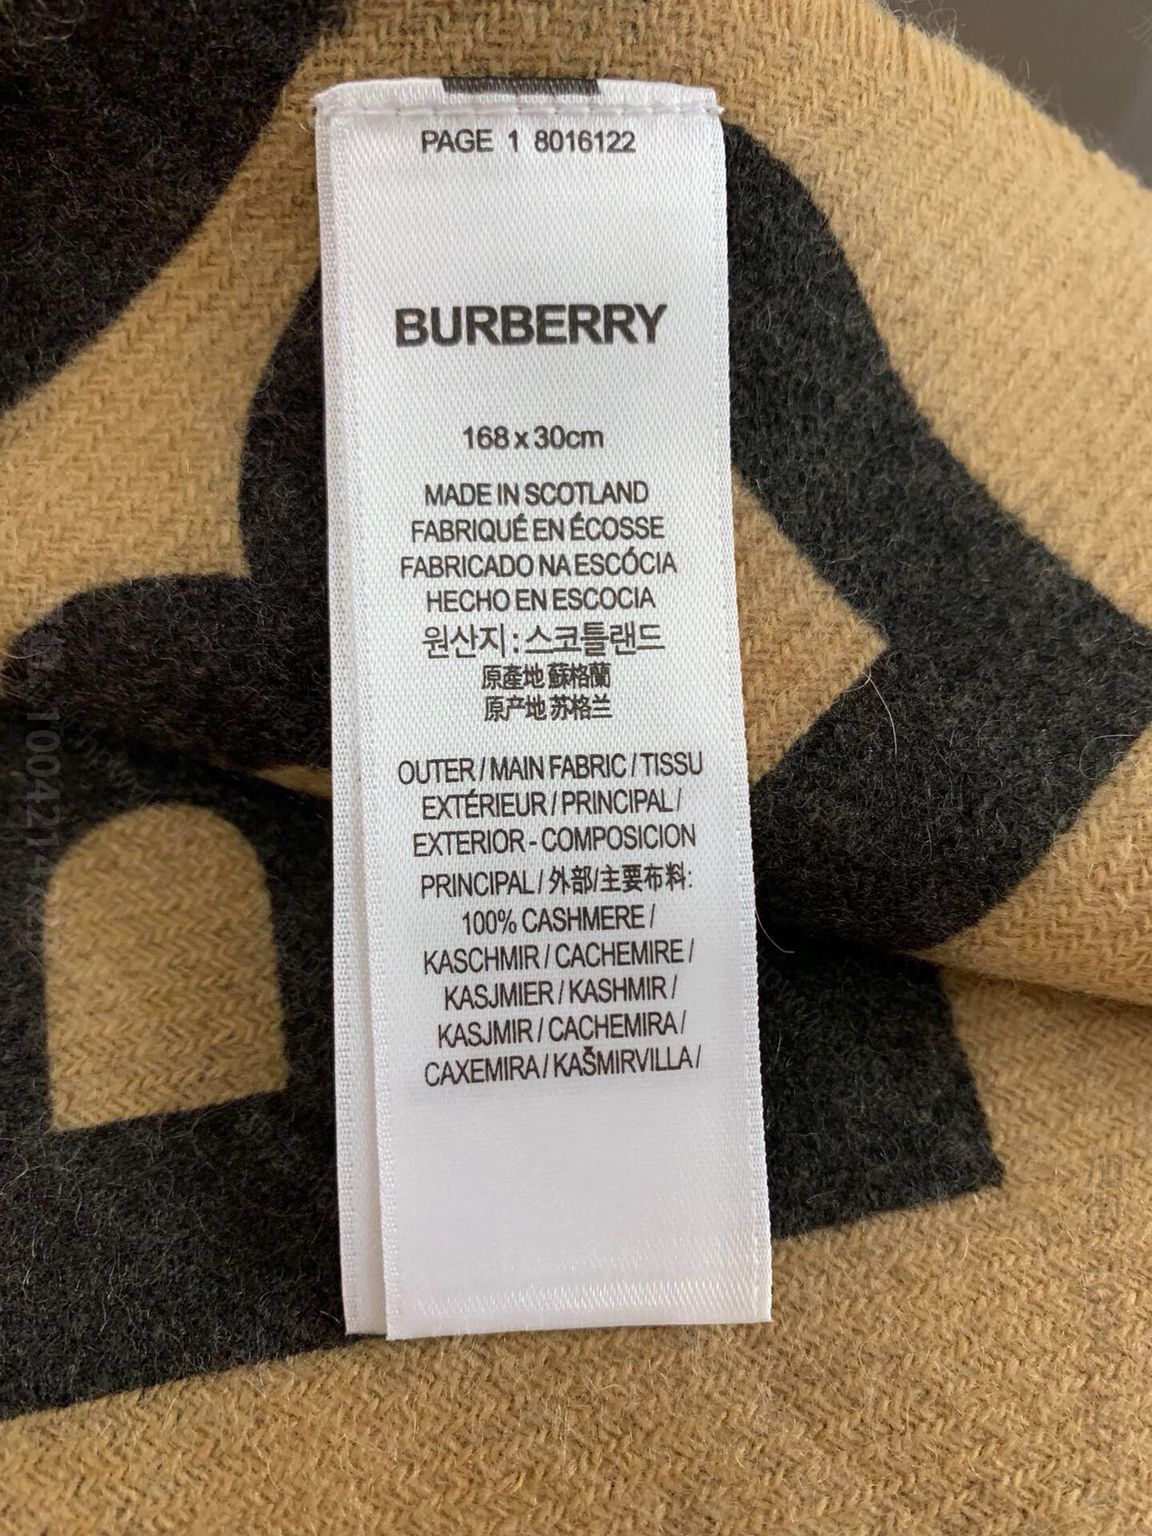 PAGE 1 8016122
BURBERRY
168 x 30cm
MADE IN SCOTLAND
FABRIQUÉ EN ÉCOSSE
FABRICADO NA ESCÓCIA
HECHO EN ESCOCIA
원산지 : 스코틀랜드
原產地 蘇格蘭
原产地 苏格兰
OUTER / MAIN FABRIC / TISSU
EXTÉRIEUR / PRINCIPAL /
EXTERIOR - COMPOSICION
PRINCIPAL / 外部/主要布料:
100% CASHMERE /
KASCHMIR / CACHEMIRE /
KASJMIER / KASHMIR /
KASJMIR / CACHEMIRA /
CAXEMIRA / KAŠMIRVILLA /